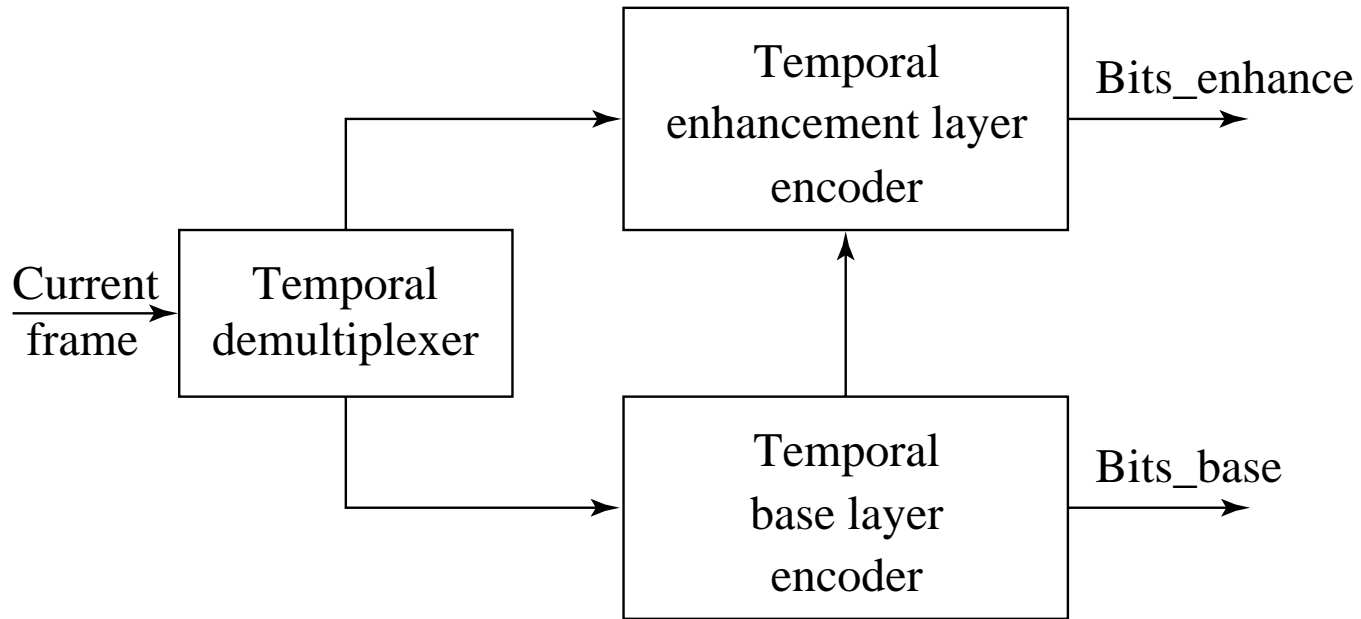 Current
frame
Temporal
demultiplexer
Temporal
enhancement layer
encoder
Bits_enhance
Temporal
base layer
encoder
Bits_base